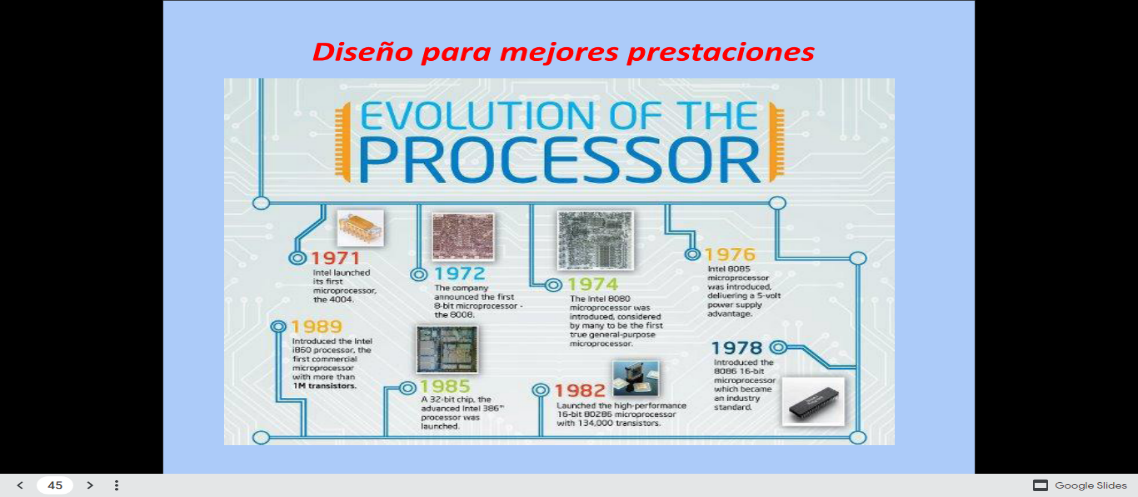 Diseño para mejores prestaciones
EVOLUTION OF THE
PROCESSOR
1971
Intel launched
its first
microprocessor,
the 4004.
1972
The company
announced the first
8-bit microprocessor -
the 8008.
1974
The Intel 8080
microprocessor was
introduced, considered
by many to be the first
true general-purpose
microprocessor.
1976
Intel 8085
microprocessor
was introduced,
delivering a 5-volt
power supply
advantage.
1978
Introduced the
8086 16-bit
microprocessor
which became
an industry
standard.
1982
Launched the high-performance
16-bit 80286 microprocessor
with 134,000 transistors.
1985
A 32-bit chip, the
advanced Intel 386™
processor was
launched.
1989
Introduced the Intel
i860 processor, the
first commercial
microprocessor
with more than
1M transistors.
45
Google Slides